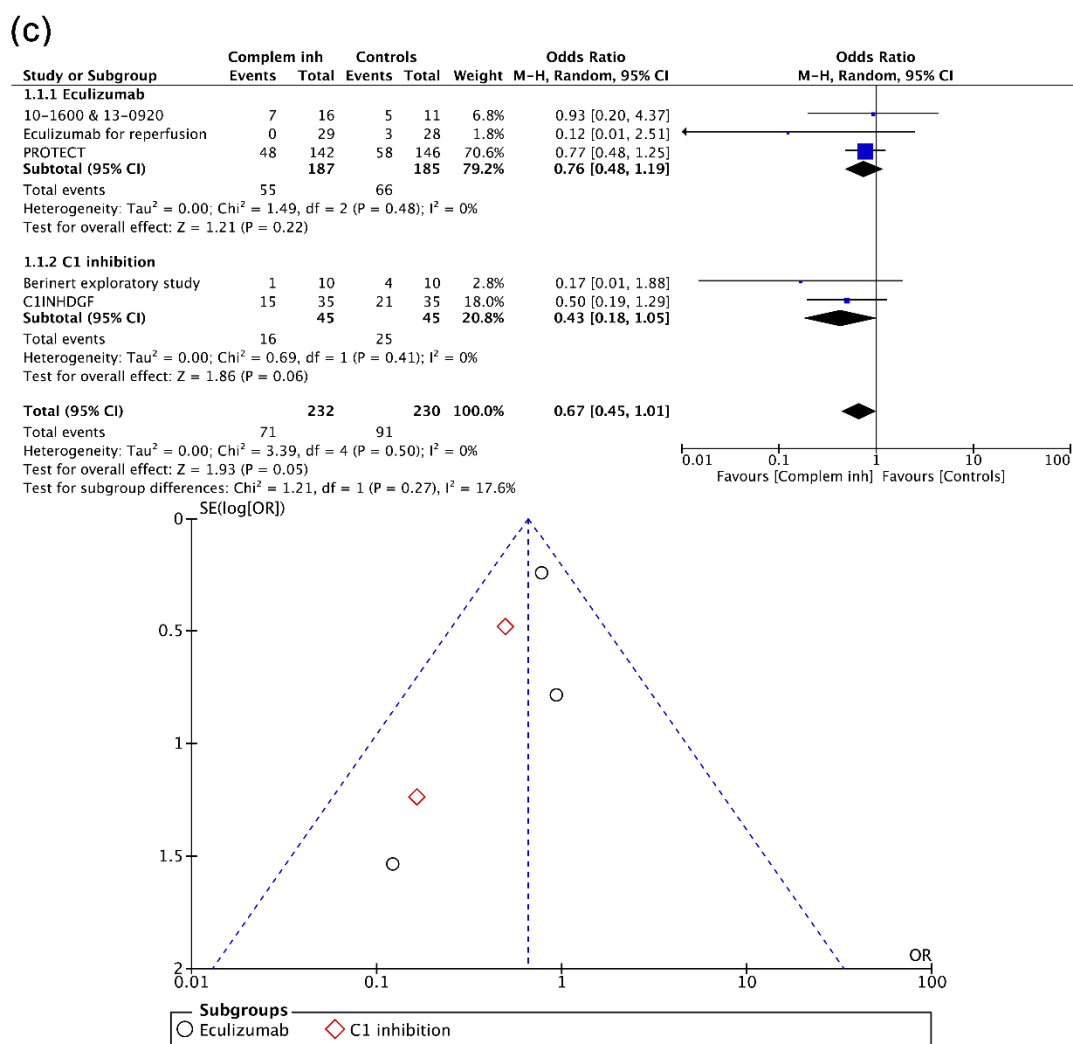 (c)
Complem inh Controls Odds Ratio Odds Ratio
Study or Subgroup Events Total Events Total Weight M-H, Random, 95% CI M-H, Random, 95% CI
1.1.1 Eculizumab
10-1600 & 13-0920 7 16 5 11 6.8% 0.93 [0.20, 4.37]
Eculizumab for reperfusion 0 29 3 28 1.8% 0.12 [0.01, 2.51]
PROTECT 48 142 58 146 70.6% 0.77 [0.48, 1.25]
Subtotal (95% CI) 187 185 79.2% 0.76 [0.48, 1.19]
Total events 55 66
Heterogeneity: Tau² = 0.00; Chi² = 1.49, df = 2 (P = 0.48); I² = 0%
Test for overall effect: Z = 1.21 (P = 0.22)
1.1.2 C1 inhibition
Berinert exploratory study 1 10 4 10 2.8% 0.17 [0.01, 1.88]
C1INHDGF 15 35 21 35 18.0% 0.50 [0.19, 1.29]
Subtotal (95% CI) 45 45 20.8% 0.43 [0.18, 1.05]
Total events 16 25
Heterogeneity: Tau² = 0.00; Chi² = 0.69, df = 1 (P = 0.41); I² = 0%
Test for overall effect: Z = 1.86 (P = 0.06)
Total (95% CI) 232 230 100.0% 0.67 [0.45, 1.01]
Total events 71 91
Heterogeneity: Tau² = 0.00; Chi² = 3.39, df = 4 (P = 0.50); I² = 0%
Test for overall effect: Z = 1.93 (P = 0.05)
Test for subgroup differences: Chi² = 1.21, df = 1 (P = 0.27), I² = 17.6%
0.01 0.1 1 10 100
Favours [Complem inh] Favours [Controls]
SE(log[OR])
0
0.5
1
1.5
2
OR
0.01 0.1 1 10 100
Subgroups
Eculizumab C1 inhibition